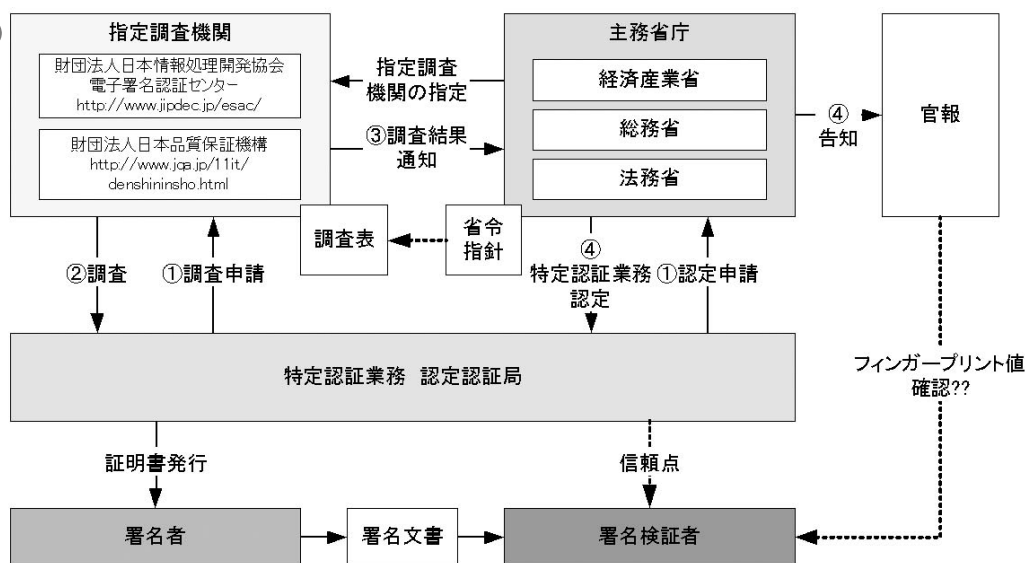 指定調査機関
財団法人日本情報処理開発協会
電子署名認証センター
http://www.jipdec.jp/esac/
財団法人日本品質保証機構
http://www.jqa.jp/11it/
denshininsho.html
指定調査
機関の指定
③調査結果
通知
主務省庁
経済産業省
総務省
法務省
④
告知
官報
調査表
省令
指針
②調査
①調査申請
④
特定認証業務
認定
①認定申請
特定認証業務 認定認証局
フィンガープリント値
確認??
証明書発行
信頼点
署名者
署名文書
署名検証者